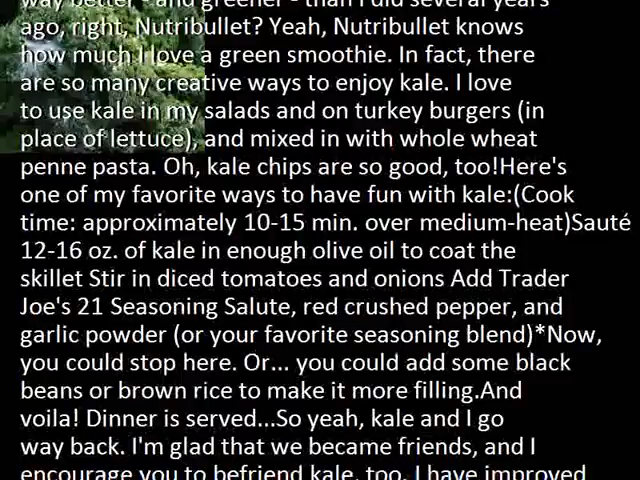 way better - and greener - than I did several years
ago, right, Nutribullet? Yeah, Nutribullet knows
how much I love a green smoothie. In fact, there
are so many creative ways to enjoy kale. I love
to use kale in my salads and on turkey burgers (in
place of lettuce), and mixed in with whole wheat
penne pasta. Oh, kale chips are so good, too!Here's
one of my favorite ways to have fun with kale:(Cook
time: approximately 10-15 min. over medium-heat)Sauté
12-16 oz. of kale in enough olive oil to coat the
skillet Stir in diced tomatoes and onions Add Trader
Joe's 21 Seasoning Salute, red crushed pepper, and
garlic powder (or your favorite seasoning blend)*Now,
you could stop here. Or... you could add some black
beans or brown rice to make it more filling.And
voila! Dinner is served...So yeah, kale and I go
way back. I'm glad that we became friends, and I
encourage you to befriend kale, too. I have improved